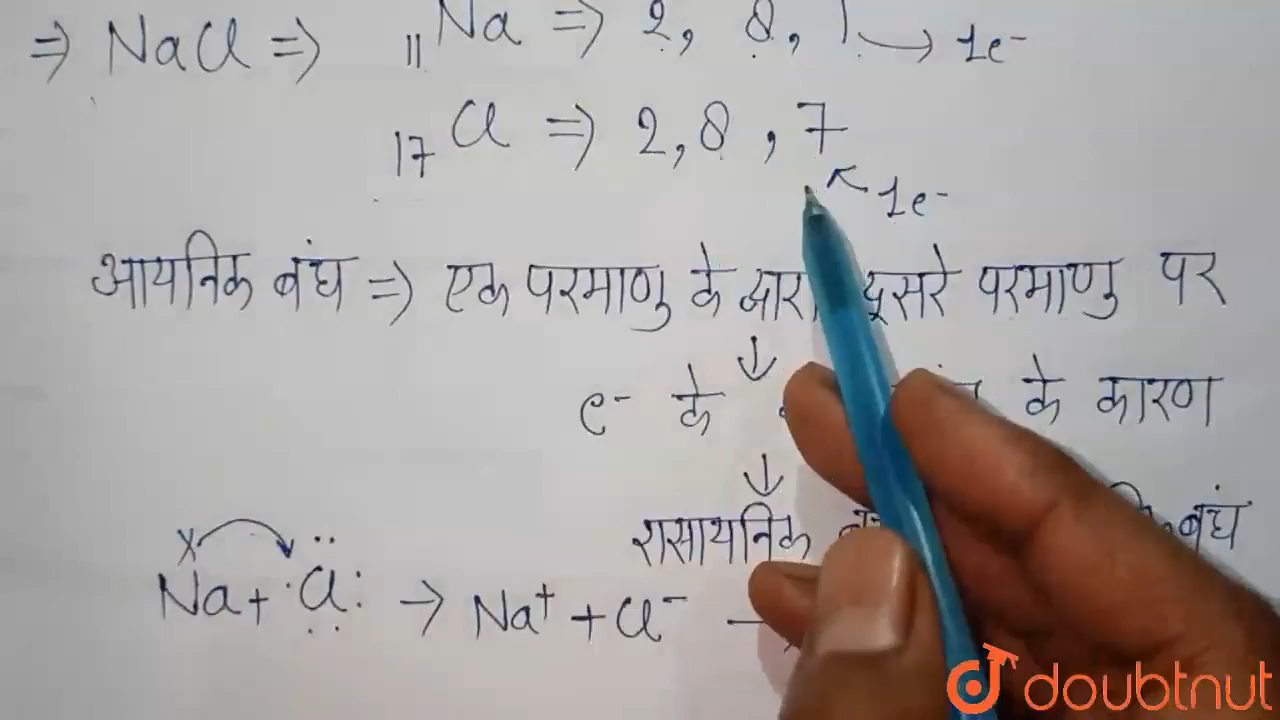 ⇒ NaCl ⇒ ₁₁Na ⇒ 2, 8, 1 → 1e⁻
₁₇Cl ⇒ 2, 8, 7
↖ 1e⁻
आयनिक बंध ⇒ एक परमाणु के द्वारा दूसरे परमाणु पर
↓
e⁻ के के कारण
↓
रासायनिक बंध
Na + Cl → Na⁺ + Cl⁻ →
doubtnut